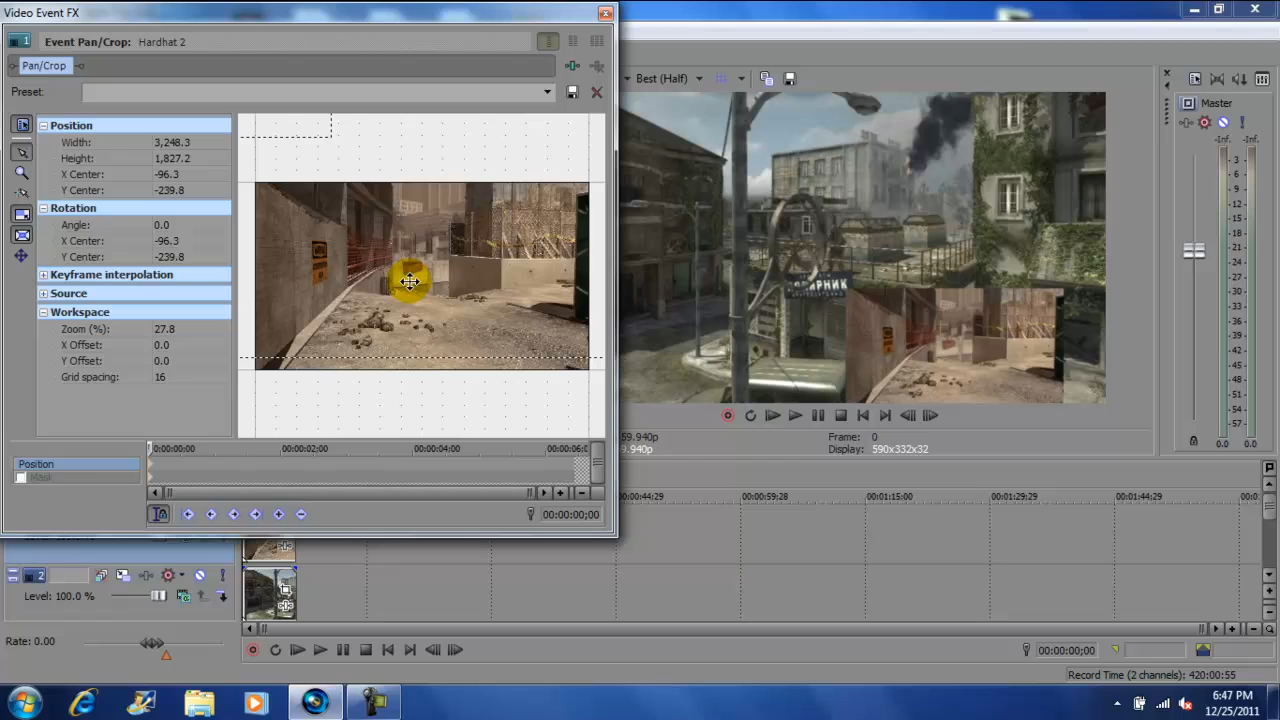 Video Event FX
1
Event Pan/Crop: Hardhat 2
Pan/Crop
Preset:
Position
Width: 3,248.3
Height: 1,827.2
X Center: -96.3
Y Center: -239.8
Rotation
Angle: 0.0
X Center: -96.3
Y Center: -239.8
Keyframe interpolation
Source
Workspace
Zoom (%): 27.8
X Offset: 0.0
Y Offset: 0.0
Grid spacing: 16
0:00:00:00
00:00:02:00
00:00:04:00
00:00:06:0
Position
Mask
00:00:00;00
Best (Half)
59.940p
9.940p
Frame: 0
Display: 590x332x32
Master
-Inf.
-Inf.
3
6
9
12
15
18
21
24
27
30
33
36
39
42
45
48
51
54
57
0.0
0.0
00:00:44;29
00:00:59;28
00:01:15:00
00:01:29;29
00:01:44;29
00:0
2
Level: 100.0 %
Rate: 0.00
00:00:00;00
Record Time (2 channels): 420:00:55
6:47 PM
12/25/2011